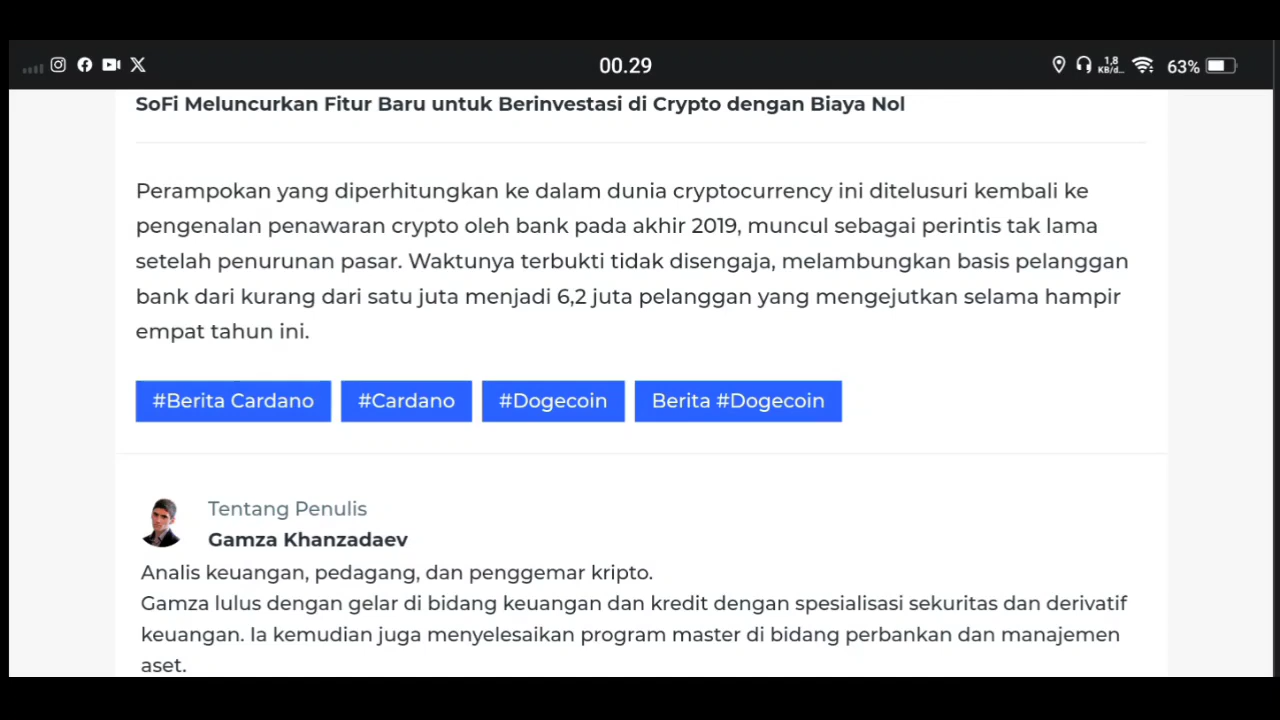 00.29
1,8
KB/d...
63%
SoFi Meluncurkan Fitur Baru untuk Berinvestasi di Crypto dengan Biaya Nol
Perampokan yang diperhitungkan ke dalam dunia cryptocurrency ini ditelusuri kembali ke
pengenalan penawaran crypto oleh bank pada akhir 2019, muncul sebagai perintis tak lama
setelah penurunan pasar. Waktunya terbukti tidak disengaja, melambungkan basis pelanggan
bank dari kurang dari satu juta menjadi 6,2 juta pelanggan yang mengejutkan selama hampir
empat tahun ini.
#Berita Cardano #Cardano #Dogecoin Berita #Dogecoin
Tentang Penulis
Gamza Khanzadaev
Analis keuangan, pedagang, dan penggemar kripto.
Gamza lulus dengan gelar di bidang keuangan dan kredit dengan spesialisasi sekuritas dan derivatif
keuangan. Ia kemudian juga menyelesaikan program master di bidang perbankan dan manajemen
aset.